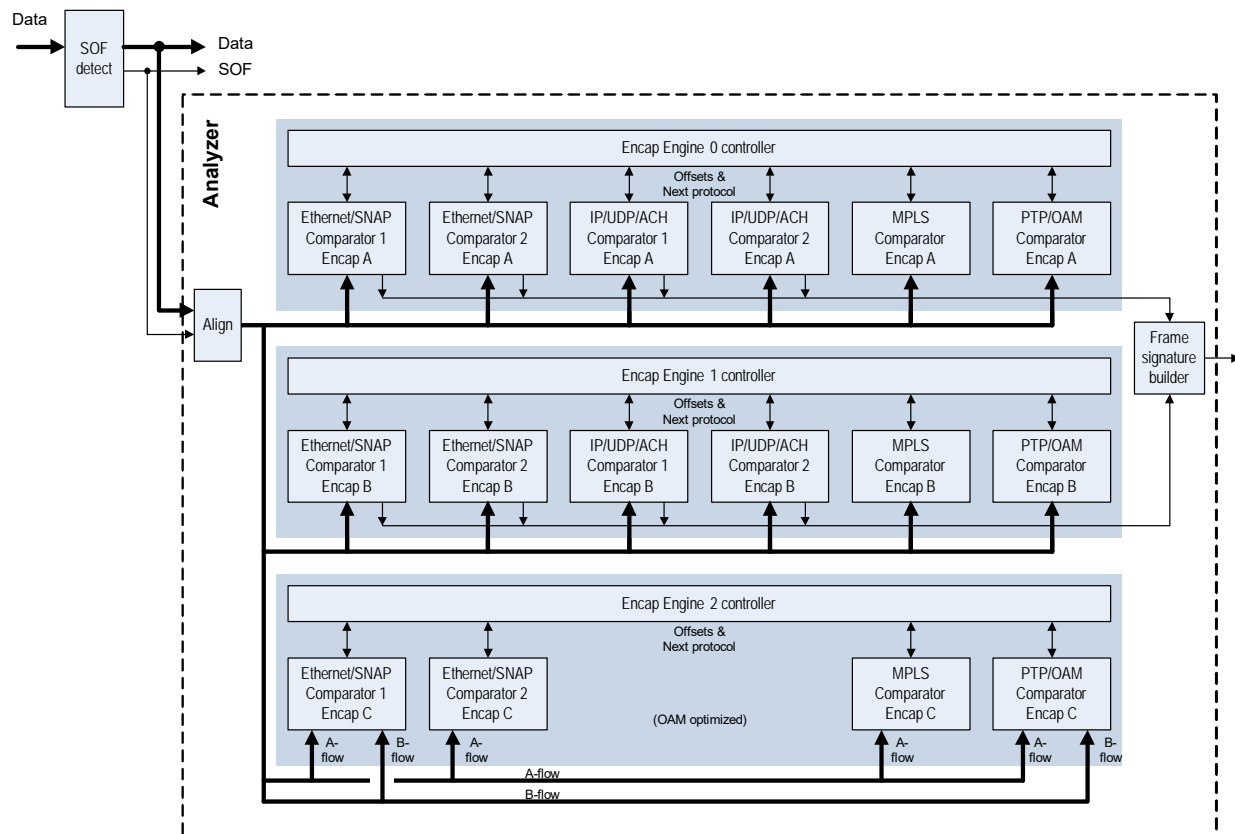 Data
SOF
detect
Data
SOF
Analyzer
Encap Engine 0 controller
Offsets &
Next protocol
Ethernet/SNAP
Comparator 1
Encap A
Ethernet/SNAP
Comparator 2
Encap A
IP/UDP/ACH
Comparator 1
Encap A
IP/UDP/ACH
Comparator 2
Encap A
MPLS
Comparator
Encap A
PTP/OAM
Comparator
Encap A
Align
Frame
signature
builder
Encap Engine 1 controller
Offsets &
Next protocol
Ethernet/SNAP
Comparator 1
Encap B
Ethernet/SNAP
Comparator 2
Encap B
IP/UDP/ACH
Comparator 1
Encap B
IP/UDP/ACH
Comparator 2
Encap B
MPLS
Comparator
Encap B
PTP/OAM
Comparator
Encap B
Encap Engine 2 controller
Offsets &
Next protocol
Ethernet/SNAP
Comparator 1
Encap C
Ethernet/SNAP
Comparator 2
Encap C
(OAM optimized)
MPLS
Comparator
Encap C
PTP/OAM
Comparator
Encap C
A-
flow
B-
flow
A-
flow
A-
flow
A-
flow
B-
flow
A-flow
B-flow